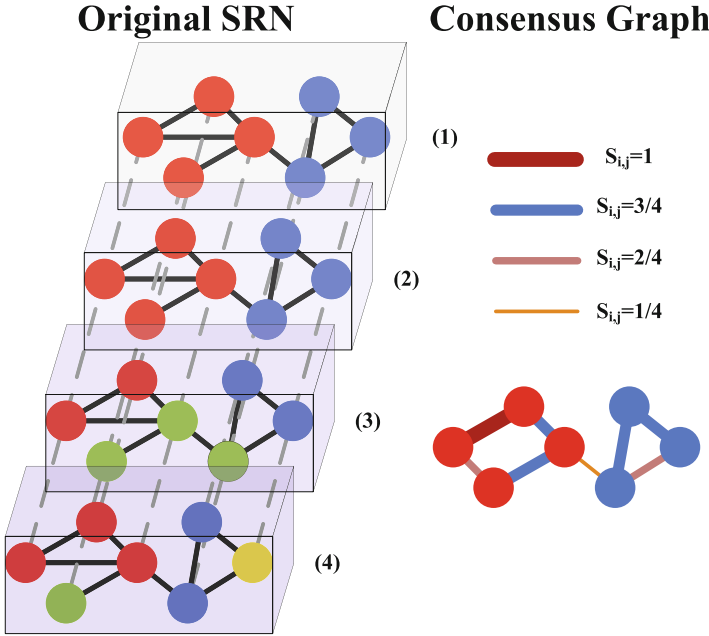 Original SRN
Consensus Graph
(1)
(2)
(3)
(4)
Si,j=1
Si,j=3/4
Si,j=2/4
Si,j=1/4